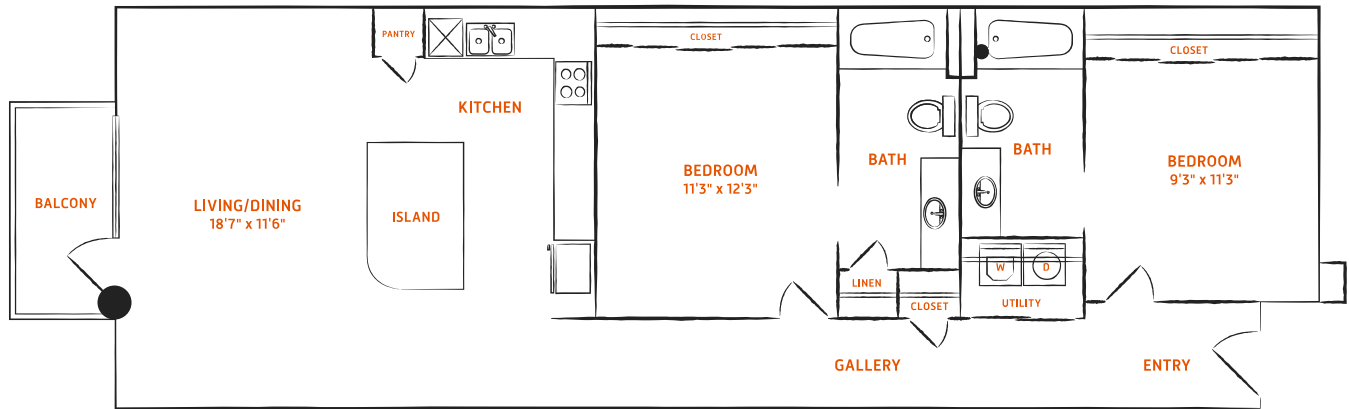 PANTRY
CLOSET
CLOSET
KITCHEN
BATH
BATH
BEDROOM
11'3" x 12'3"
BEDROOM
9'3" x 11'3"
BALCONY
LIVING/DINING
18'7" x 11'6"
ISLAND
W
D
LINEN
CLOSET
UTILITY
GALLERY
ENTRY